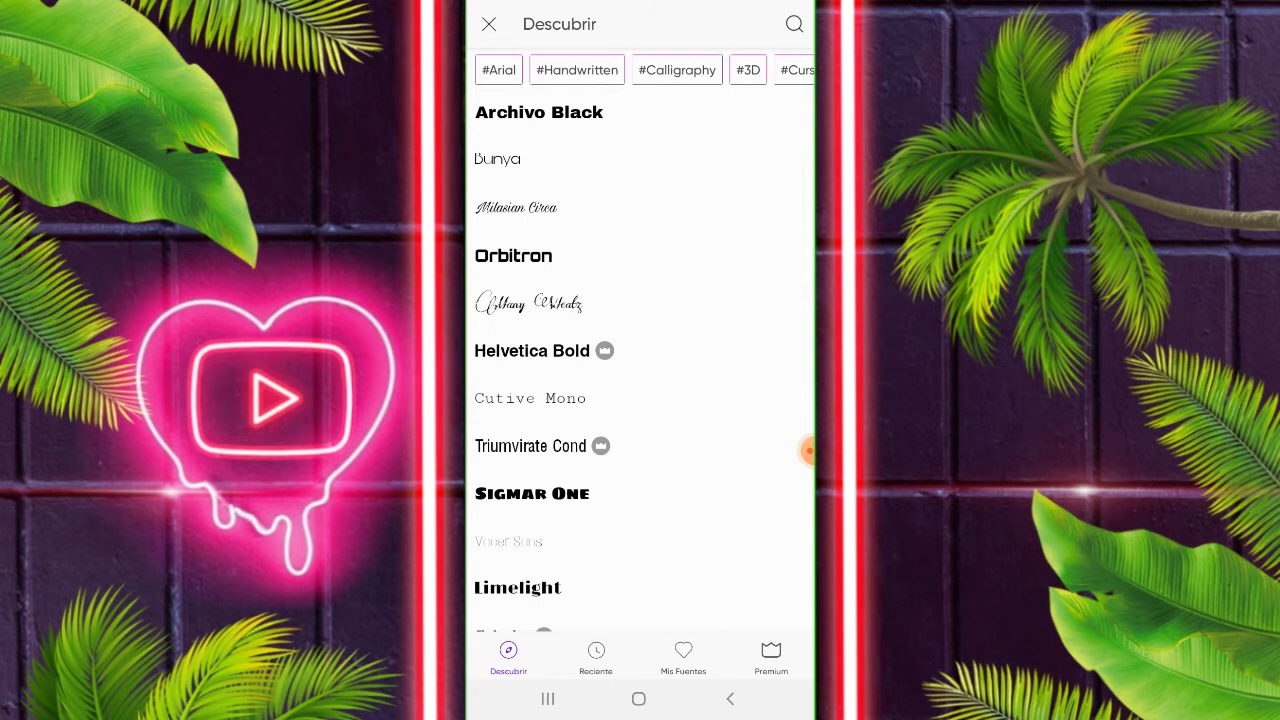 Descubrir
#Arial #Handwritten #Calligraphy #3D #Curs
Archivo Black
Bunya
Milasian Circa
Orbitron
Helvetica Bold
Cutive Mono
Triumvirate Cond
Sigmar One
Limelight
Descubrir Reciente Mis Fuentes Premium